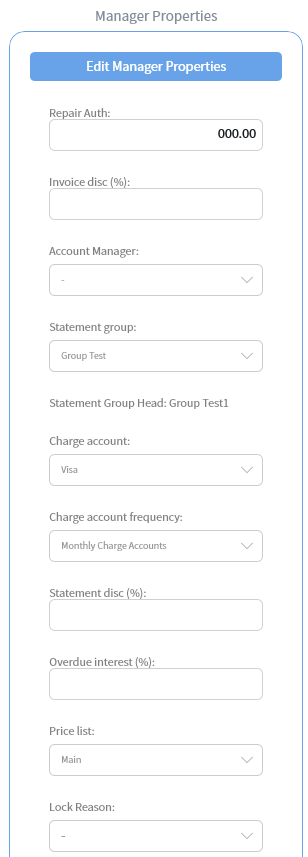 Manager Properties
Edit Manager Properties
Repair Auth:
000.00
Invoice disc (%):
Account Manager:
-
Statement group:
Group Test
Statement Group Head: Group Test1
Charge account:
Visa
Charge account frequency:
Monthly Charge Accounts
Statement disc (%):
Overdue interest (%):
Price list:
Main
Lock Reason:
-